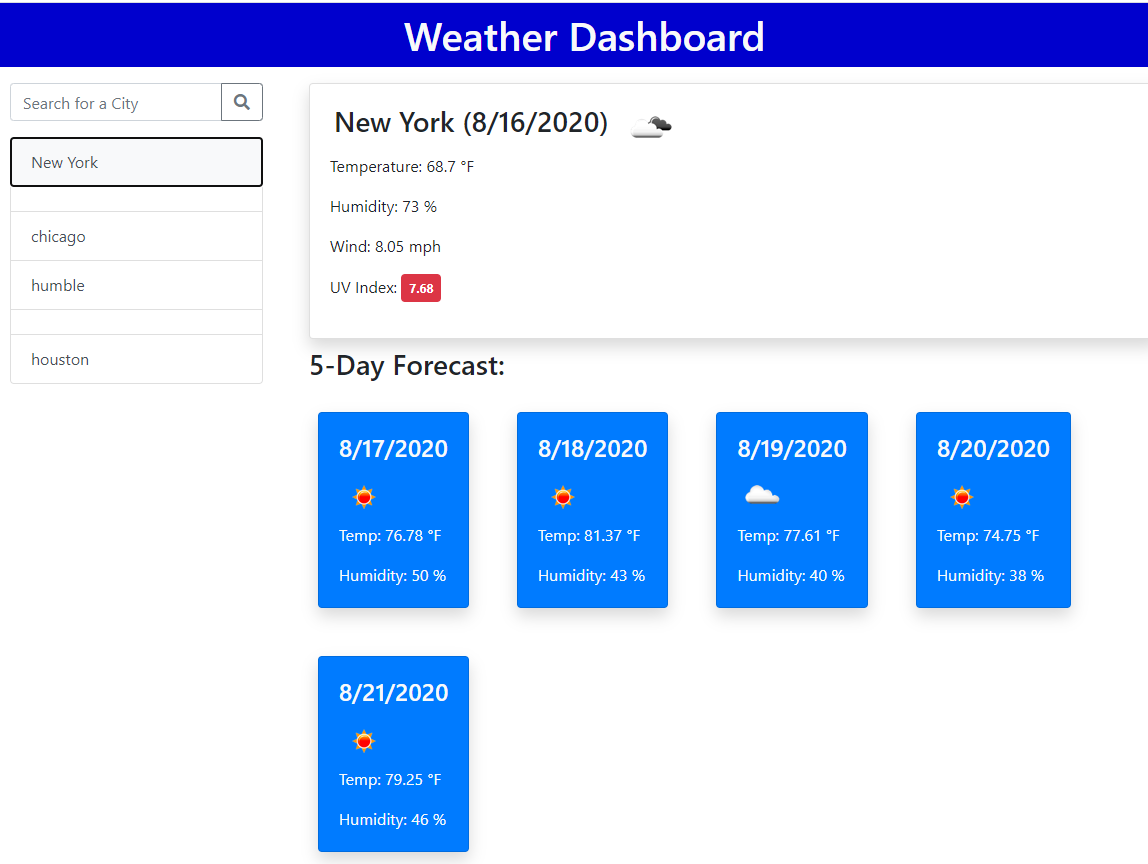 Weather Dashboard
Search for a City
New York
chicago
humble
houston
New York (8/16/2020)
Temperature: 68.7 °F
Humidity: 73 %
Wind: 8.05 mph
UV Index: 7.68
5-Day Forecast:
8/17/2020
Temp: 76.78 °F
Humidity: 50 %
8/18/2020
Temp: 81.37 °F
Humidity: 43 %
8/19/2020
Temp: 77.61 °F
Humidity: 40 %
8/20/2020
Temp: 74.75 °F
Humidity: 38 %
8/21/2020
Temp: 79.25 °F
Humidity: 46 %